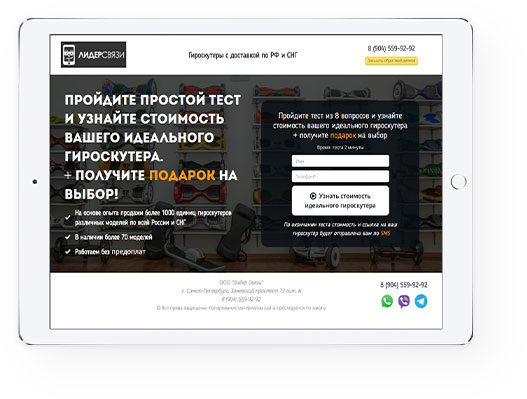 ЛИДЕРСВЯЗИ
Гироскутеры с доставкой по РФ и СНГ
8 (904) 559-92-92
Заказать обратный звонок
ПРОЙДИТЕ ПРОСТОЙ ТЕСТ
И УЗНАЙТЕ СТОИМОСТЬ
ВАШЕГО ИДЕАЛЬНОГО
ГИРОСКУТЕРА.
+ ПОЛУЧИТЕ ПОДАРОК НА
ВЫБОР!
На основе опыта продажи более 1000 единиц гироскутеров
различных моделей по всей России и СНГ
В наличии более 70 моделей
Работаем без предоплат
Пройдите тест из 8 вопросов и узнайте
стоимость вашего идеального гироскутера
+ получите подарок на выбор
Время теста 2 минуты
Имя
Телефон*
Узнать стоимость
идеального гироскутера
По окончании теста стоимость и ссылка на ваш
гироскутер будет отправлена вам по SMS
ООО "Лидер Связи"
г. Санкт-Петербург, Заневский проспект 73 лит. А
8 (904) 559-92-92
© Все права защищены. Копирование материалов сайта преследуется по закону
8 (904) 559-92-92